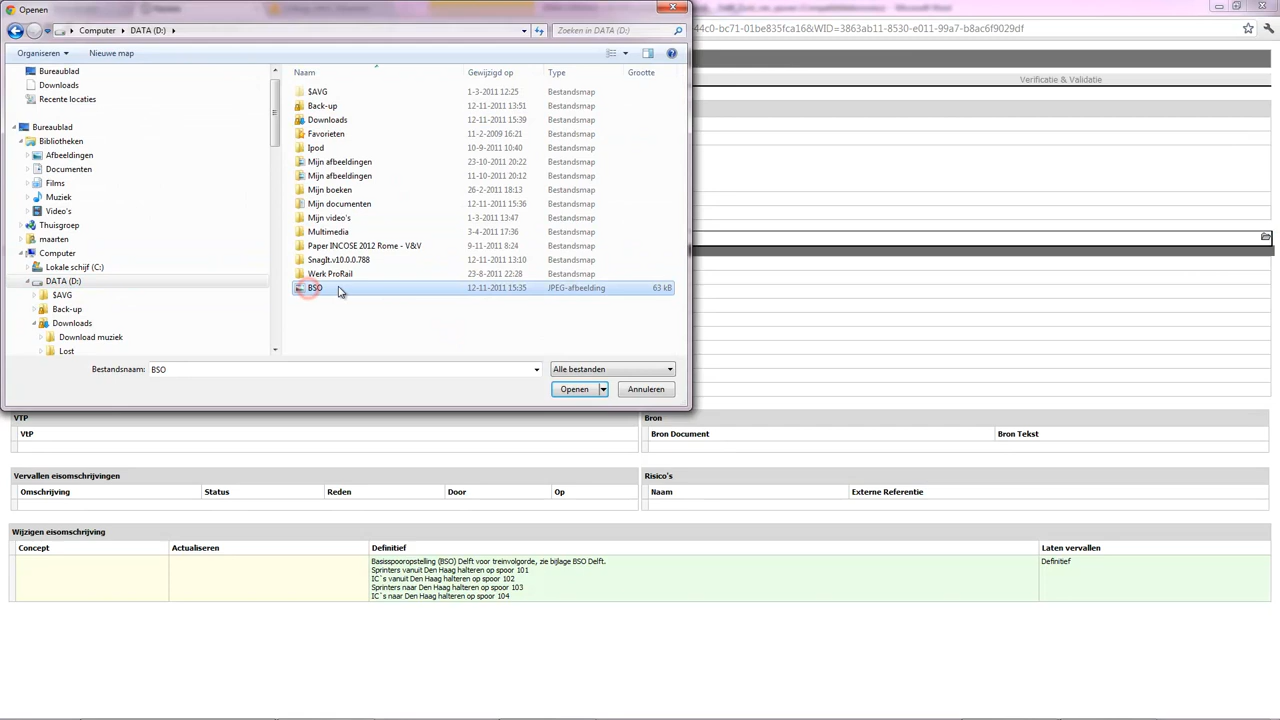 Openen
Computer ▸ DATA (D:) ▸
Zoeken in DATA (D:)
44c0-bc71-01be835fca16&WID=3863ab11-8530-e011-99a7-b8ac6f9029df
Organiseren
Nieuwe map
Verificatie & Validatie
Bureaublad
Downloads
Recente locaties
Bureaublad
Bibliotheken
Afbeeldingen
Documenten
Films
Muziek
Video's
Thuisgroep
maarten
Computer
Lokale schijf (C:)
DATA (D:)
$AVG
Back-up
Downloads
Download muziek
Lost
Naam Gewijzigd op Type Grootte
$AVG 1-3-2011 12:25 Bestandsmap
Back-up 12-11-2011 13:51 Bestandsmap
Downloads 12-11-2011 15:39 Bestandsmap
Favorieten 11-2-2009 16:21 Bestandsmap
Ipod 10-9-2011 10:40 Bestandsmap
Mijn afbeeldingen 23-10-2011 20:22 Bestandsmap
Mijn afbeeldingen 11-10-2011 20:12 Bestandsmap
Mijn boeken 26-2-2011 18:13 Bestandsmap
Mijn documenten 12-11-2011 15:36 Bestandsmap
Mijn video's 1-3-2011 13:47 Bestandsmap
Multimedia 3-4-2011 17:36 Bestandsmap
Paper INCOSE 2012 Rome - V&V 9-11-2011 8:24 Bestandsmap
SnagIt.v10.0.0.788 12-11-2011 13:10 Bestandsmap
Werk ProRail 23-8-2011 22:28 Bestandsmap
BSO 12-11-2011 15:35 JPEG-afbeelding 63 kB
Bestandsnaam: BSO Alle bestanden
Openen Annuleren
VTP Bron
VtP Bron Document Bron Tekst
Vervallen eisomschrijvingen Risico's
Omschrijving Status Reden Door Op Naam Externe Referentie
Wijzigen eisomschrijving
Concept Actualiseren Definitief Laten vervallen
Basisspooropstelling (BSO) Delft voor treinvolgorde, zie bijlage BSO Delft. Definitief
Sprinters vanuit Den Haag halteren op spoor 101
IC`s vanuit Den Haag halteren op spoor 102
Sprinters naar Den Haag halteren op spoor 103
IC`s naar Den Haag halteren op spoor 104